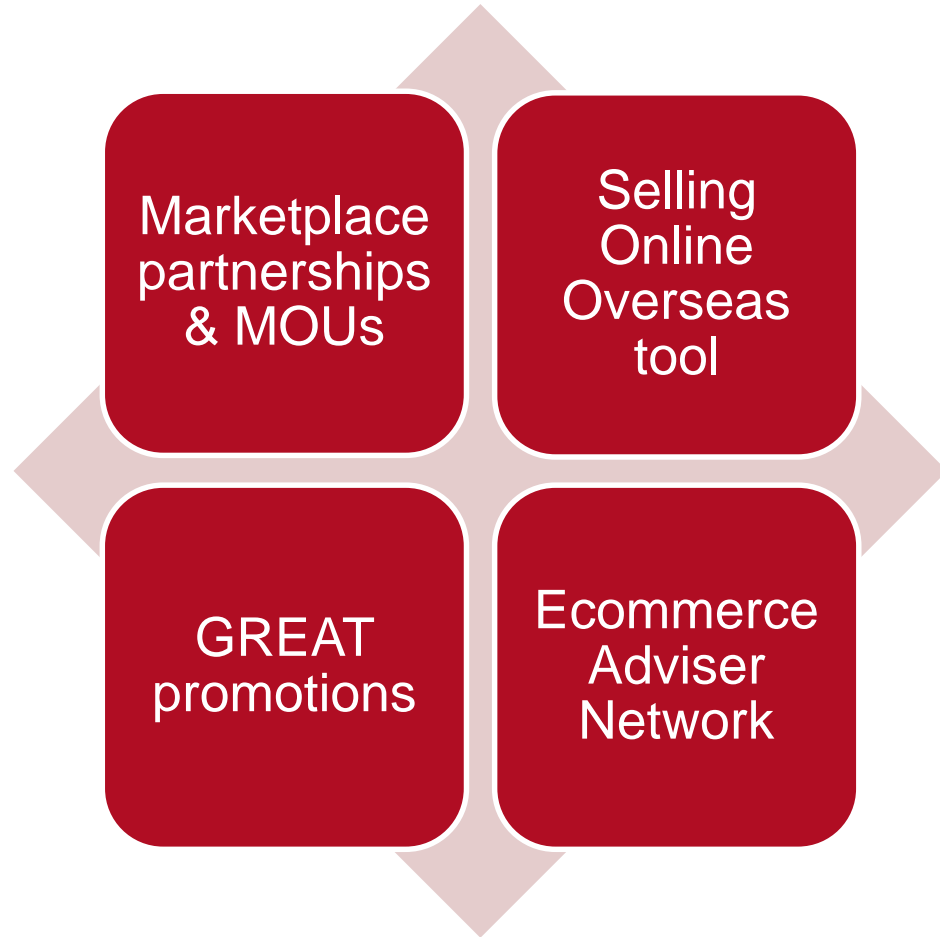 Marketplace
partnerships
& MOUs
Selling
Online
Overseas
tool
GREAT
promotions
Ecommerce
Adviser
Network